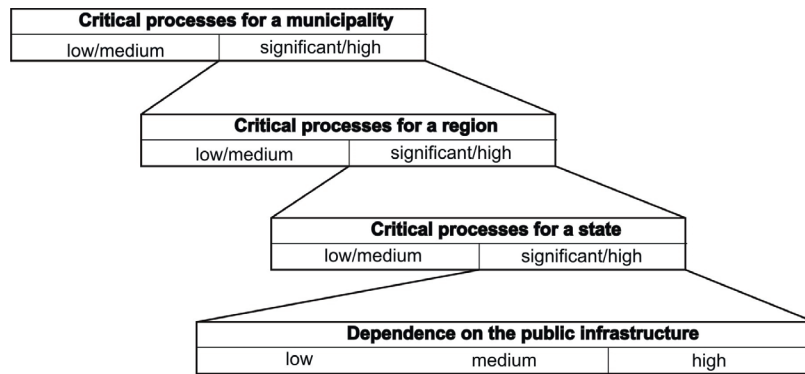 Critical processes for a municipality
low/medium significant/high
Critical processes for a region
low/medium significant/high
Critical processes for a state
low/medium significant/high
Dependence on the public infrastructure
low medium high